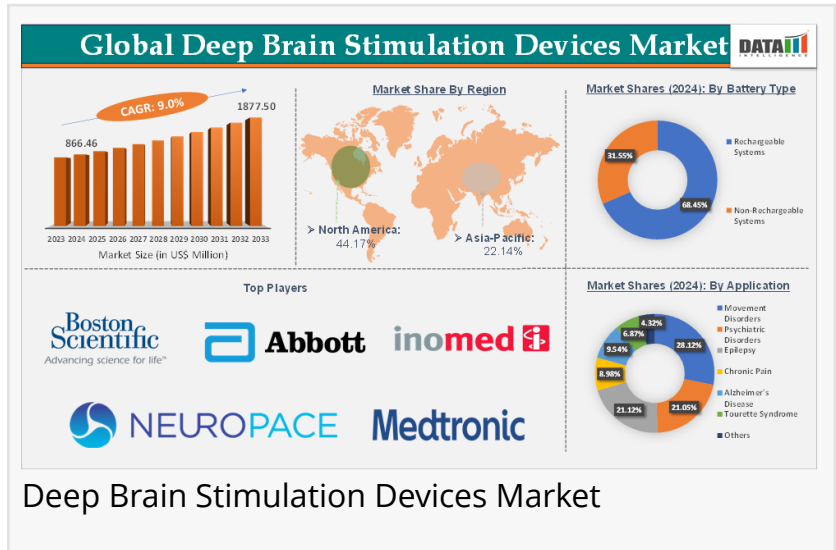 Global Deep Brain Stimulation Devices Market
DATAM
INTELLIGENCE
CAGR: 9.0%
866.46
1877.50
2023 2024 2025 2026 2027 2028 2029 2030 2031 2032 2033
Market Size (in US$ Million)
Market Share By Region
➢ North America:
44.17%
➢ Asia-Pacific:
22.14%
Market Shares (2024): By Battery Type
31.55%
68.45%
Rechargeable
Systems
Non-Rechargeable
Systems
Top Players
Boston
Scientific
Advancing science for life™
Abbott
inomed
NEUROPACE
Medtronic
Market Shares (2024): By Application
4.32%
6.87%
9.54%
8.98%
21.12%
21.05%
28.12%
Movement
Disorders
Psychiatric
Disorders
Epilepsy
Chronic Pain
Alzheimer's
Disease
Tourette Syndrome
Others
Deep Brain Stimulation Devices Market